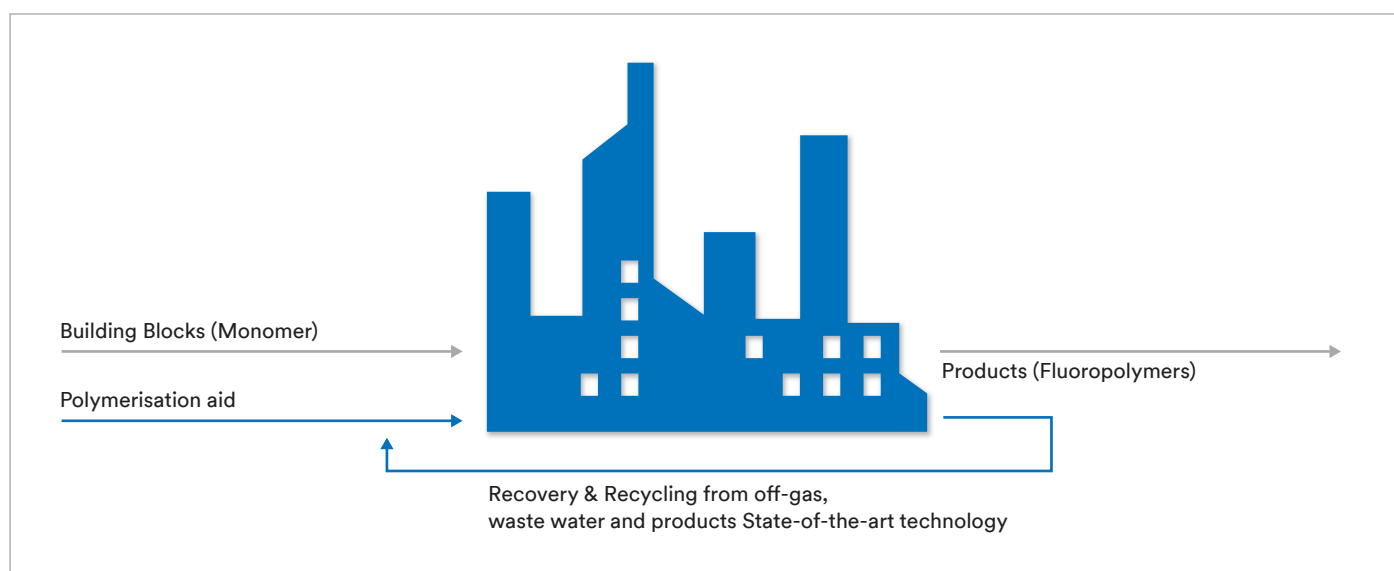 Building Blocks (Monomer)
Polymerisation aid
Products (Fluoropolymers)
Recovery & Recycling from off-gas,
waste water and products State-of-the-art technology